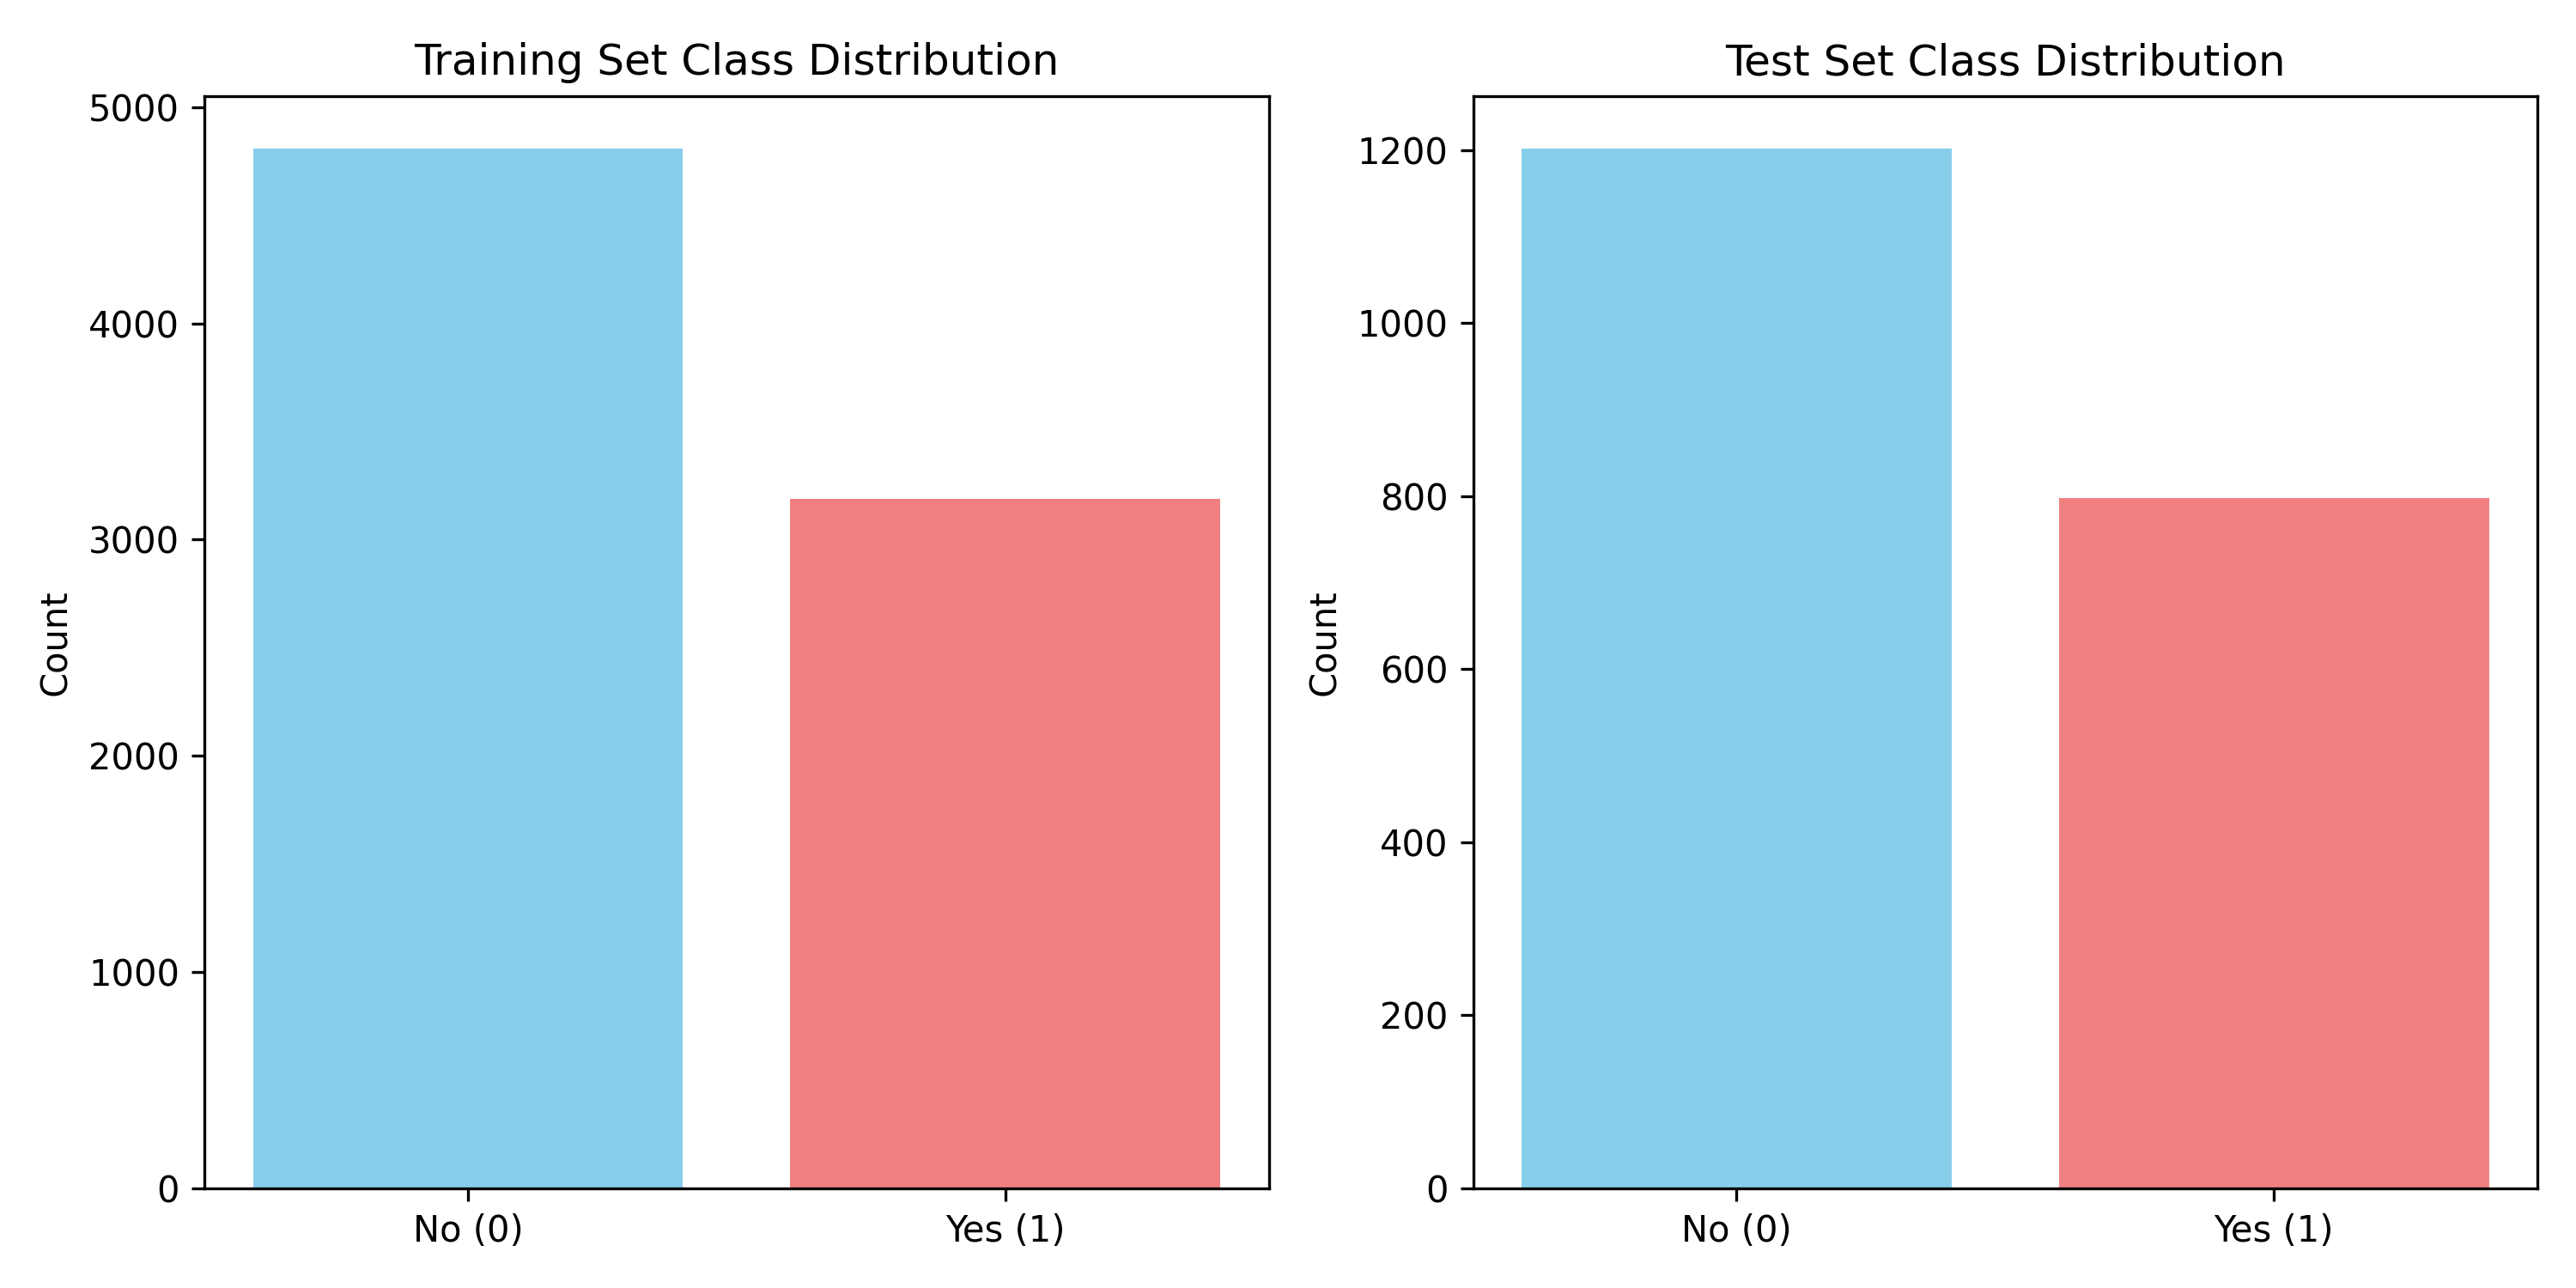 Training Set Class Distribution
5000
4000
3000
2000
1000
0
Count
No (0)
Yes (1)
Test Set Class Distribution
1200
1000
800
600
400
200
0
Count
No (0)
Yes (1)